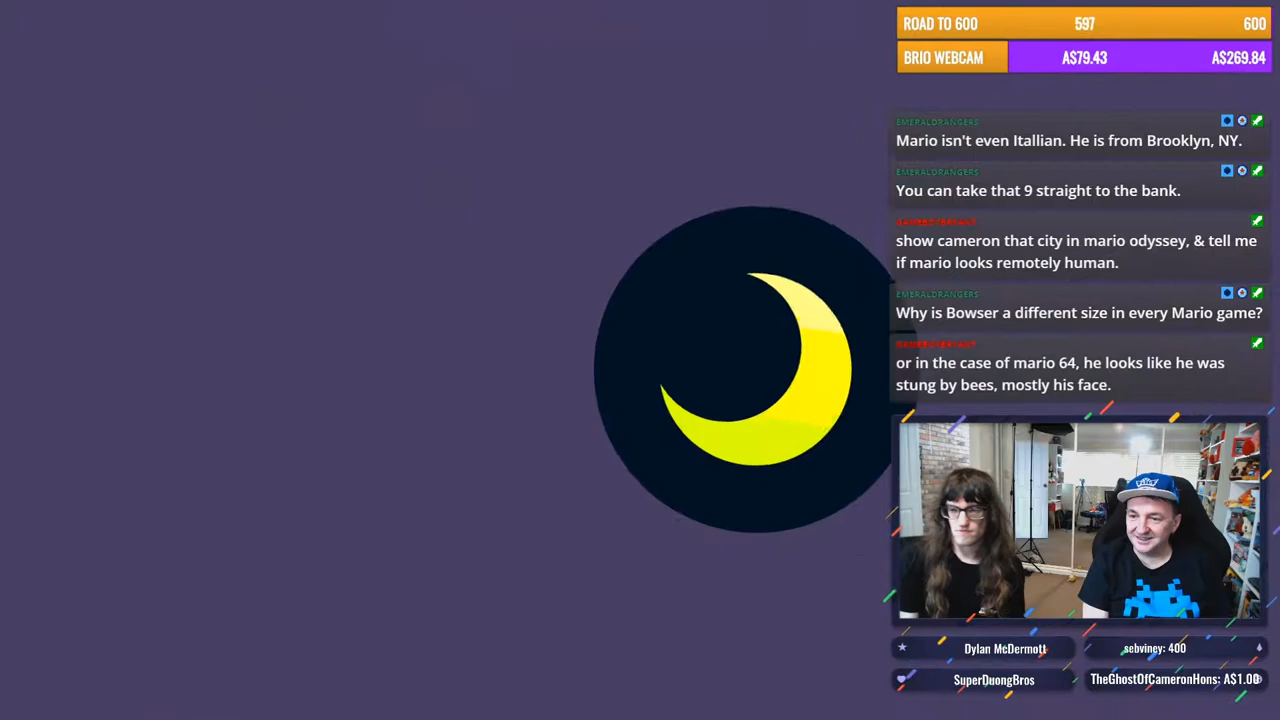 ROAD TO 600 597 600
BRIO WEBCAM A$79.43 A$269.84
EMERALDRANGERS
Mario isn't even Itallian. He is from Brooklyn, NY.
EMERALDRANGERS
You can take that 9 straight to the bank.
show cameron that city in mario odyssey, & tell me
if mario looks remotely human.
EMERALDRANGERS
Why is Bowser a different size in every Mario game?
or in the case of mario 64, he looks like he was
stung by bees, mostly his face.
Dylan McDermott
sebviney: 400
SuperDuongBros
TheGhostOfCameronHons: A$1.00